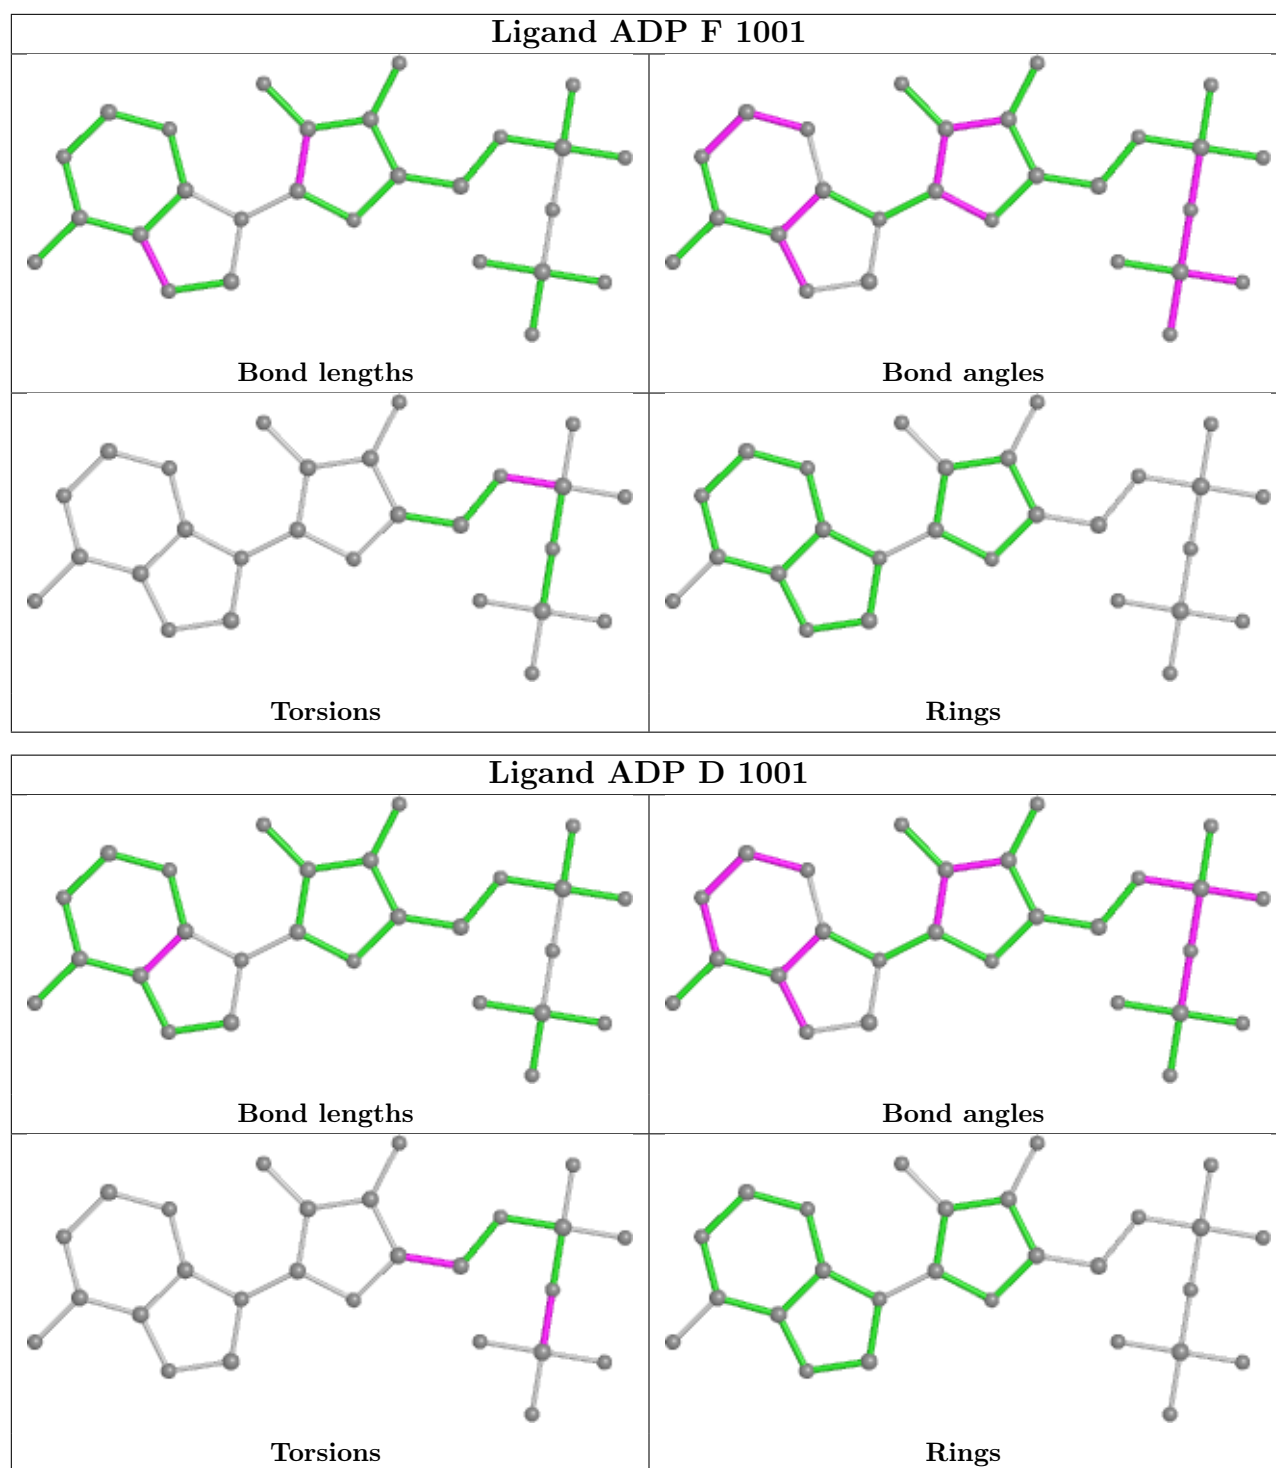 Ligand ADP F 1001
Bond lengths
Bond angles
Torsions
Rings
Ligand ADP D 1001
Bond lengths
Bond angles
Torsions
Rings